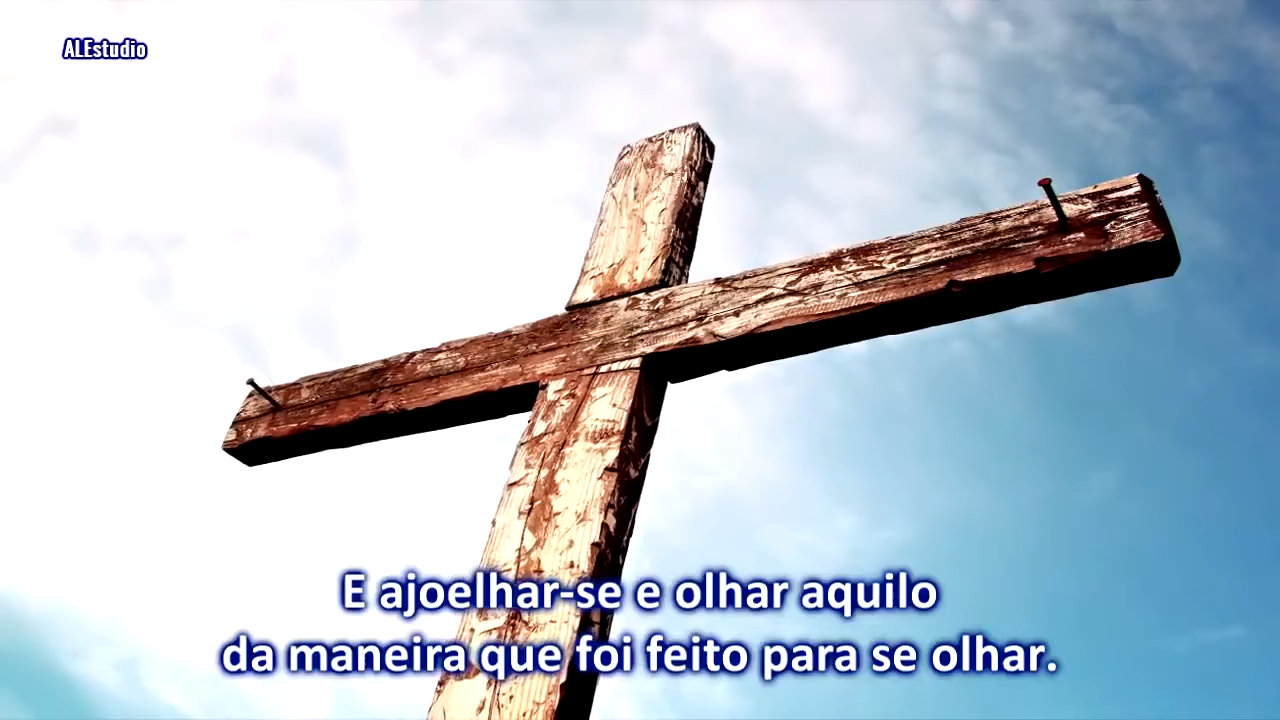 ALEstudio
E ajoelhar-se e olhar aquilo
da maneira que foi feito para se olhar.